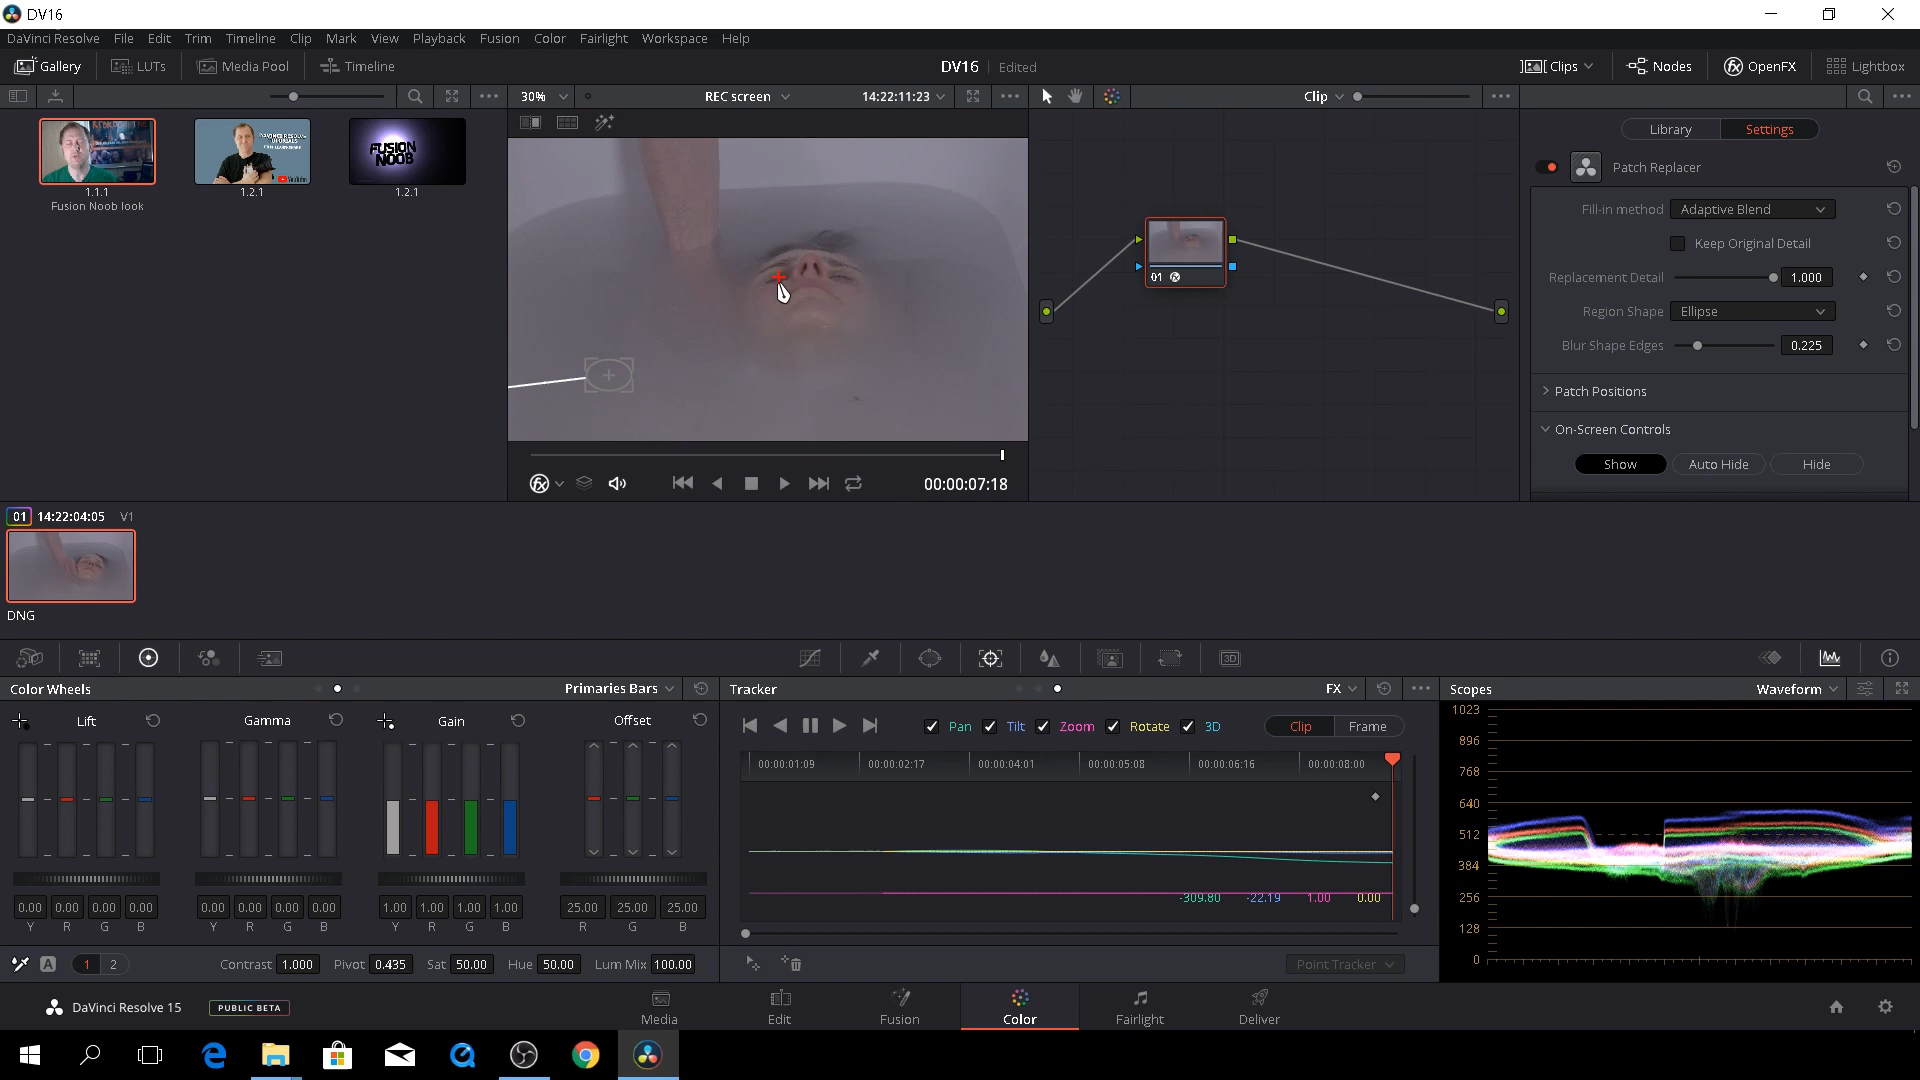 DV16
DaVinci Resolve File Edit Trim Timeline Clip Mark View Playback Fusion Color Fairlight Workspace Help
Gallery LUTs Media Pool Timeline DV16 Edited Clips Nodes OpenFX Lightbox
30% REC screen 14:22:11:23 Clip
Library Settings
1.1.1 1.2.1 1.2.1
Fusion Noob look
FUSION
NOOB
YouTube
Patch Replacer
Fill-in method Adaptive Blend
Keep Original Detail
Replacement Detail 1.000
Region Shape Ellipse
Blur Shape Edges 0.225
Patch Positions
On-Screen Controls
Show Auto Hide Hide
01
00:00:07:18
01 14:22:04:05 V1
DNG
3D
Color Wheels Primaries Bars Tracker FX Scopes Waveform
Lift Gamma Gain Offset
Pan Tilt Zoom Rotate 3D Clip Frame
00:00:01:09 00:00:02:17 00:00:04:01 00:00:05:08 00:00:06:16 00:00:08:00
-309.80 -22.19 1.00 0.00
1023
896
768
640
512
384
256
128
0
0.00 0.00 0.00 0.00 0.00 0.00 0.00 0.00 1.00 1.00 1.00 1.00 25.00 25.00 25.00
Y R G B Y R G B Y R G B R G B
A 1 2 Contrast 1.000 Pivot 0.435 Sat 50.00 Hue 50.00 Lum Mix 100.00 Point Tracker
DaVinci Resolve 15 PUBLIC BETA
Media Edit Fusion Color Fairlight Deliver